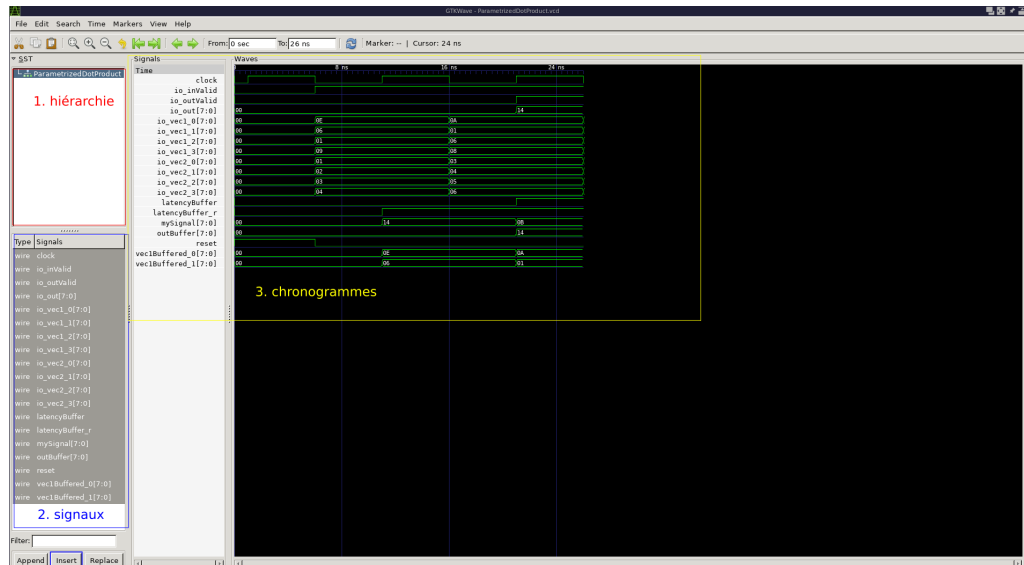 GTKWave - ParametrizedDotProduct.vcd
File Edit Search Time Markers View Help
From: 0 sec To: 26 ns Marker: -- | Cursor: 24 ns
SST
ParametrizedDotProduct
1. hiérarchie
Type Signals
wire clock
wire io_inValid
wire io_outValid
wire io_out[7:0]
wire io_vec1_0[7:0]
wire io_vec1_1[7:0]
wire io_vec1_2[7:0]
wire io_vec1_3[7:0]
wire io_vec2_0[7:0]
wire io_vec2_1[7:0]
wire io_vec2_2[7:0]
wire io_vec2_3[7:0]
wire latencyBuffer
wire latencyBuffer_r
wire mySignal[7:0]
wire outBuffer[7:0]
wire reset
wire vec1Buffered_0[7:0]
wire vec1Buffered_1[7:0]
2. signaux
Filter:
Append Insert Replace
Signals
Time
clock
io_inValid
io_outValid
io_out[7:0]
io_vec1_0[7:0]
io_vec1_1[7:0]
io_vec1_2[7:0]
io_vec1_3[7:0]
io_vec2_0[7:0]
io_vec2_1[7:0]
io_vec2_2[7:0]
io_vec2_3[7:0]
latencyBuffer
latencyBuffer_r
mySignal[7:0]
outBuffer[7:0]
reset
vec1Buffered_0[7:0]
vec1Buffered_1[7:0]
Waves
8 ns 16 ns 24 ns
00 14
00 0E 0A
00 06 01
00 01 06
00 09 08
00 01 03
00 02 04
00 03 05
00 04 06
00 14 0B
00 14
00 0E 0A
00 06 01
3. chronogrammes